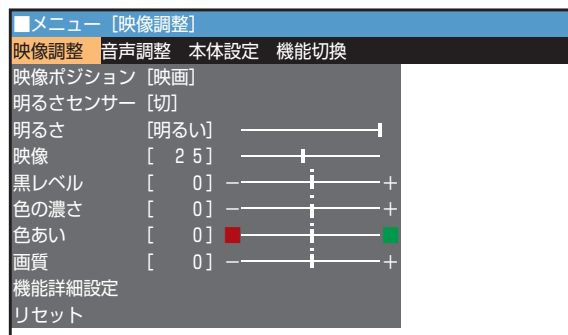 ■メニュー [映像調整]
映像調整 音声調整 本体設定 機能切換
映像ポジション [映画]
明るさセンサー [切]
明るさ [明るい]
映像 [ 25]
黒レベル [ 0] − +
色の濃さ [ 0] − +
色あい [ 0]
画質 [ 0] − +
機能詳細設定
リセット